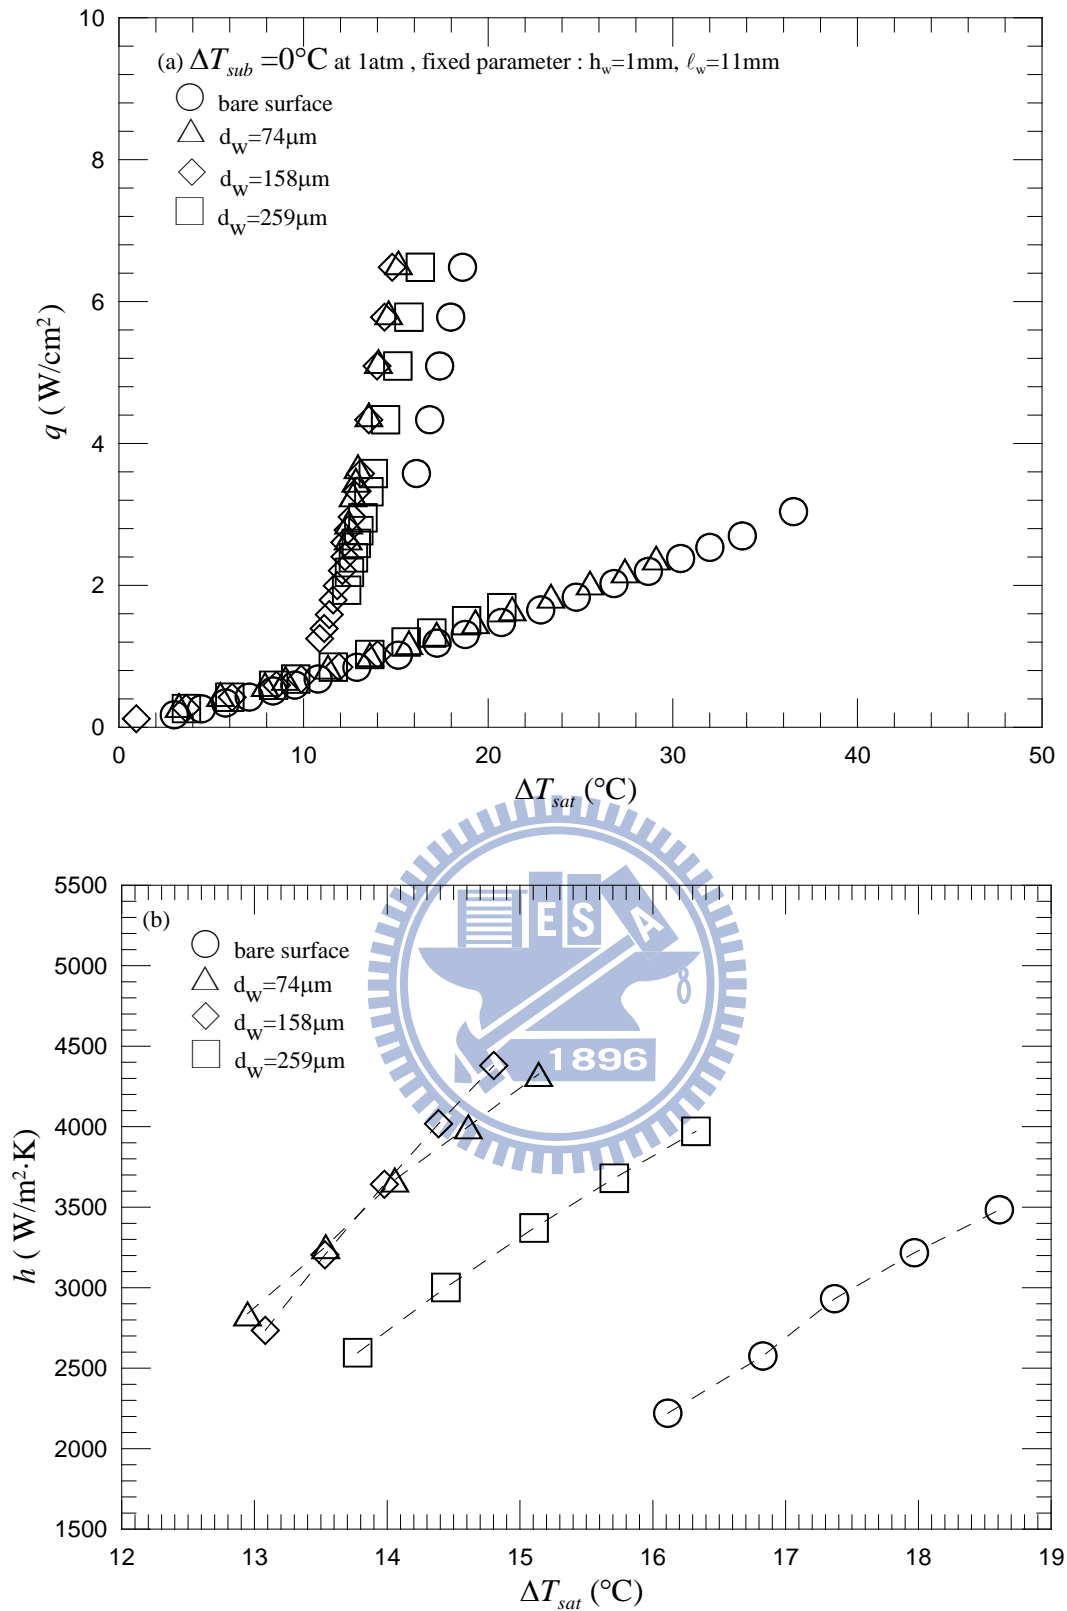 10
(a) ΔTsub =0°C at 1atm , fixed parameter : hw=1mm, ℓw=11mm
bare surface
dw=74μm
8
dw=158μm
dw=259μm
6
q ( W/cm2)
4
2
0
0 10 20 30 40 50
ΔTsat (°C)
5500
(b)
E S A
bare surface
5000
dw=74μm
dw=158μm
4500
dw=259μm
1896
4000
h ( W/m2·K)
3500
3000
2500
2000
1500
12 13 14 15 16 17 18 19
ΔTsat (°C)